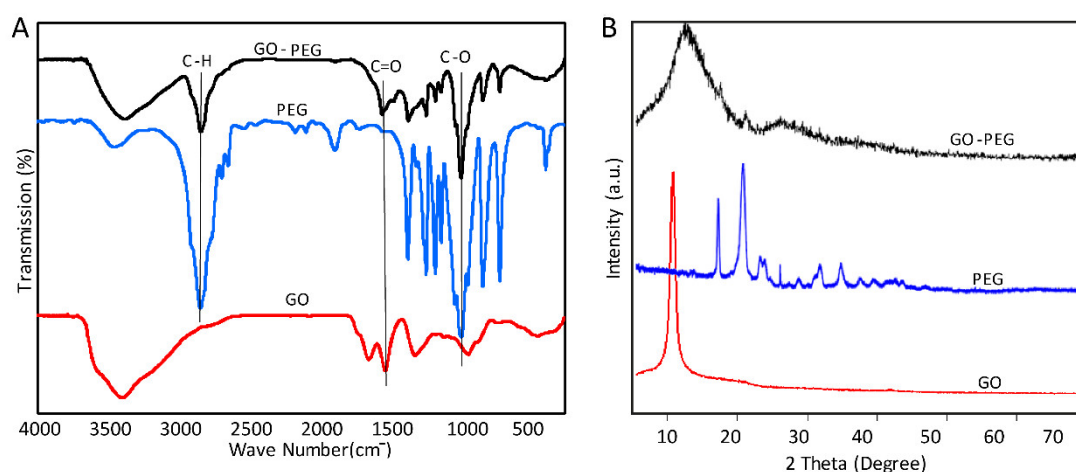 A
C-H
GO-PEG
C=O
C-O
PEG
GO
Transmission (%)
4000 3500 3000 2500 2000 1500 1000 500
Wave Number(cm⁻)
B
GO-PEG
PEG
GO
Intensity (a.u.)
10 20 30 40 50 60 70
2 Theta (Degree)